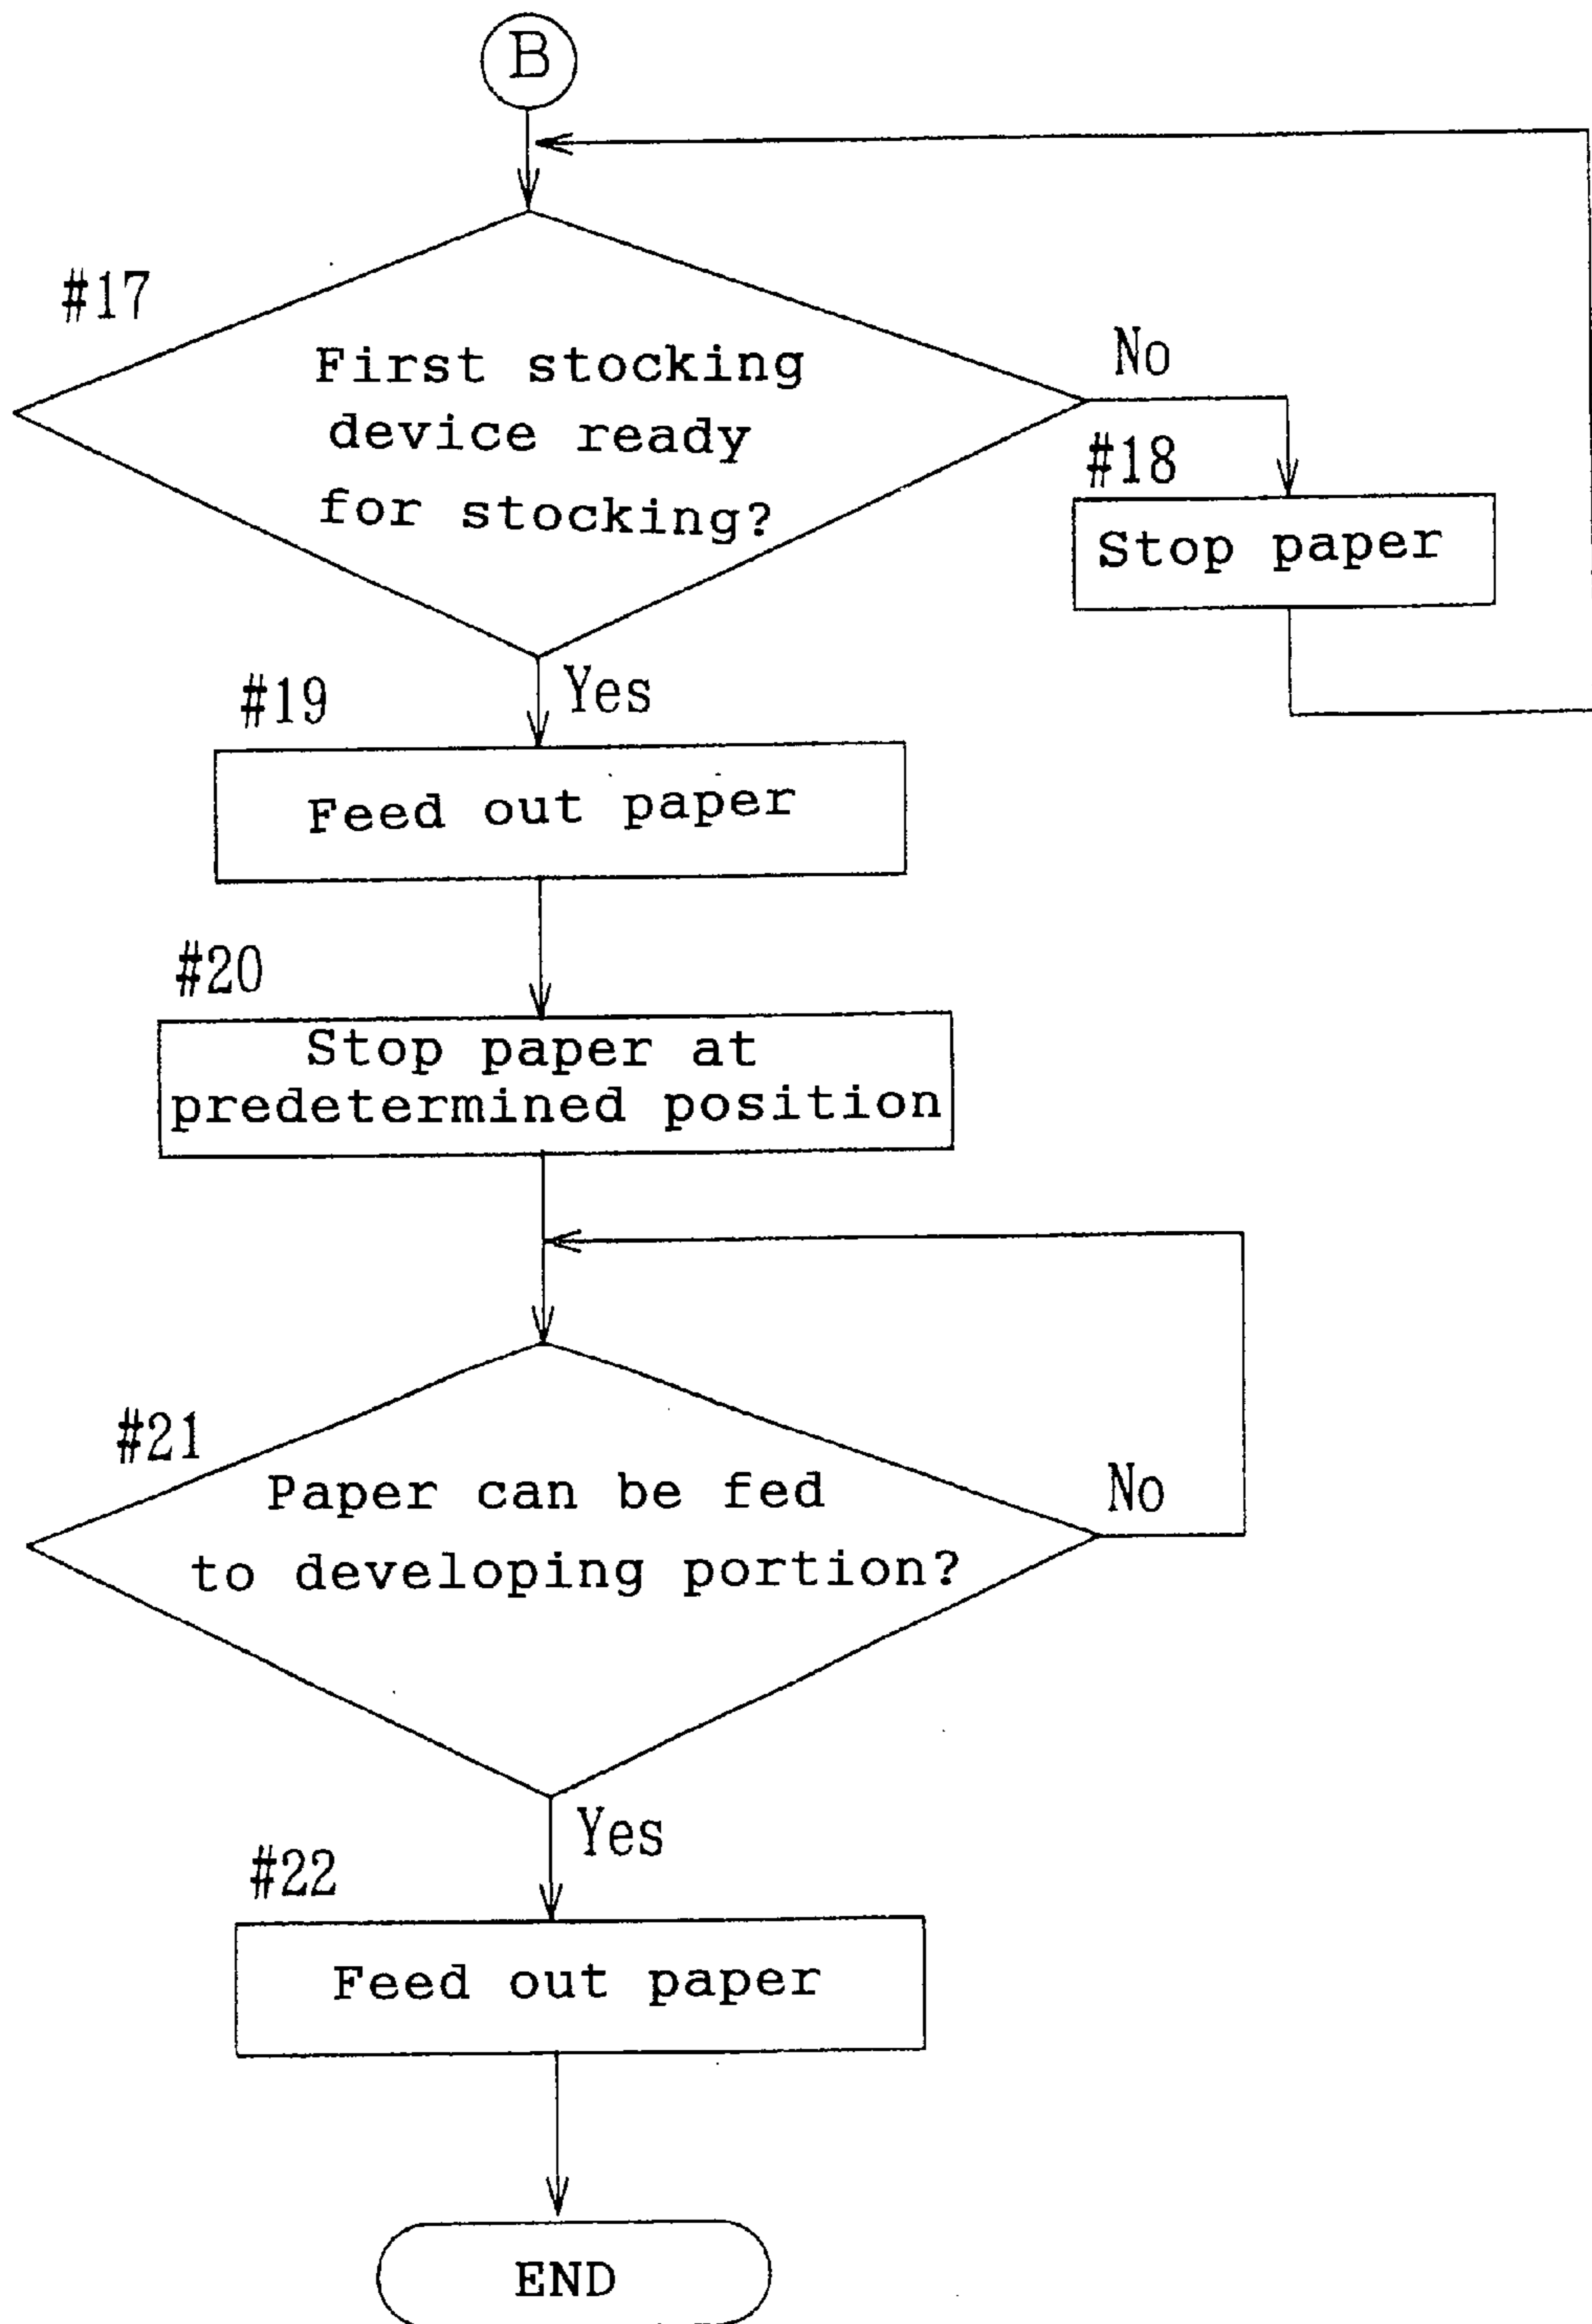 B
#17
First stocking
device ready
for stocking?
No
#18
Stop paper
Yes
#19
Feed out paper
#20
Stop paper at
predetermined position
#21
Paper can be fed
to developing portion?
No
Yes
#22
Feed out paper
END